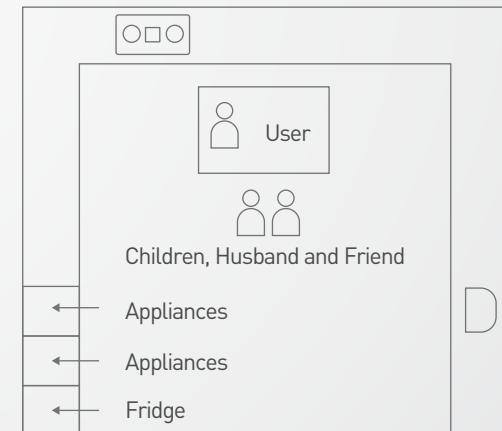 User
Children, Husband and Friend
Appliances
Appliances
Fridge